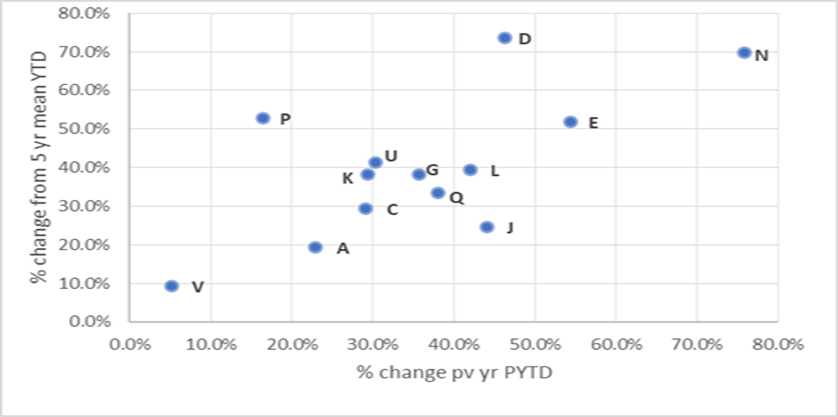 80.0%
70.0%
60.0%
50.0%
40.0%
30.0%
20.0%
10.0%
0.0%
% change from 5 yr mean YTD
D
N
P
E
U
K
G
L
Q
C
J
A
V
0.0% 10.0% 20.0% 30.0% 40.0% 50.0% 60.0% 70.0% 80.0%
% change pv yr PYTD